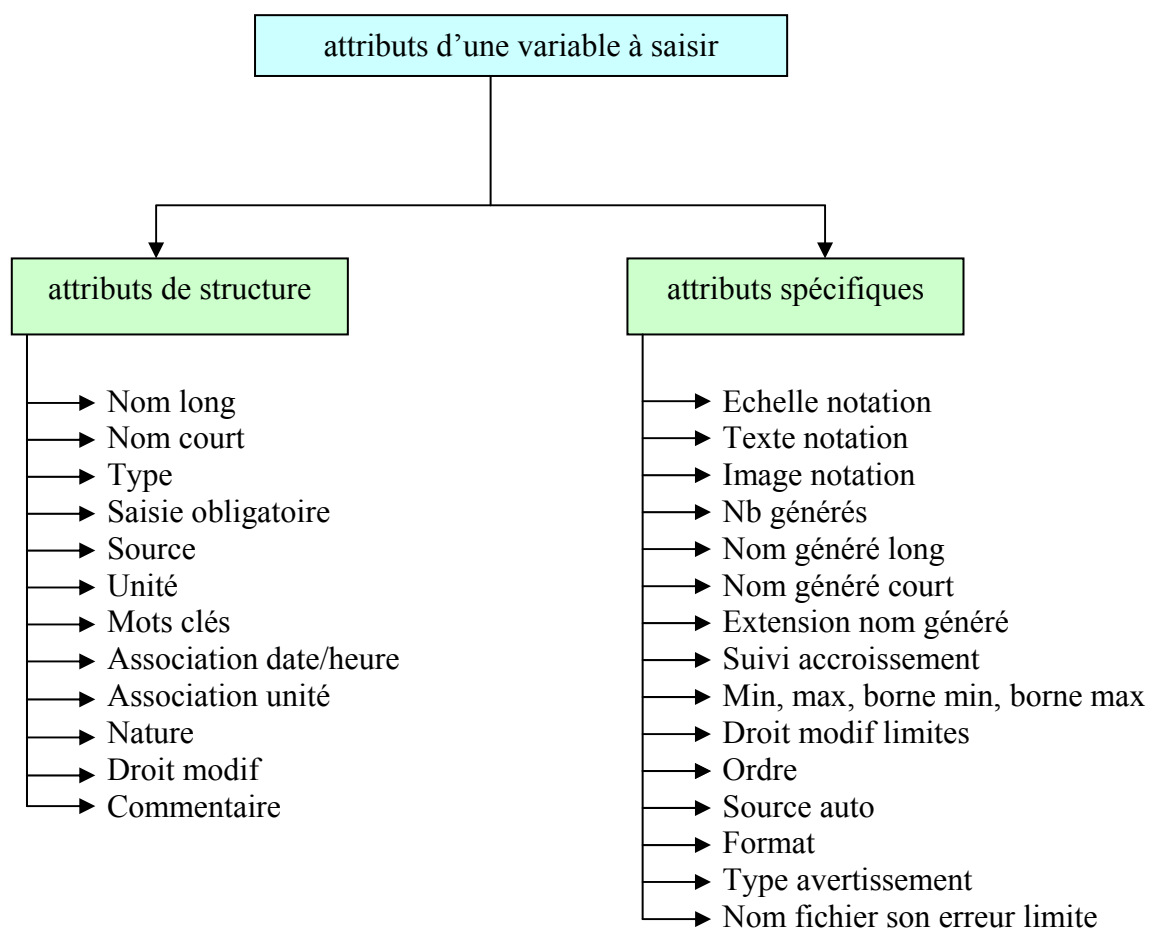 attributs d’une variable à saisir
attributs de structure
Nom long
Nom court
Type
Saisie obligatoire
Source
Unité
Mots clés
Association date/heure
Association unité
Nature
Droit modif
Commentaire
attributs spécifiques
Echelle notation
Texte notation
Image notation
Nb générés
Nom généré long
Nom généré court
Extension nom généré
Suivi accroissement
Min, max, borne min, borne max
Droit modif limites
Ordre
Source auto
Format
Type avertissement
Nom fichier son erreur limite